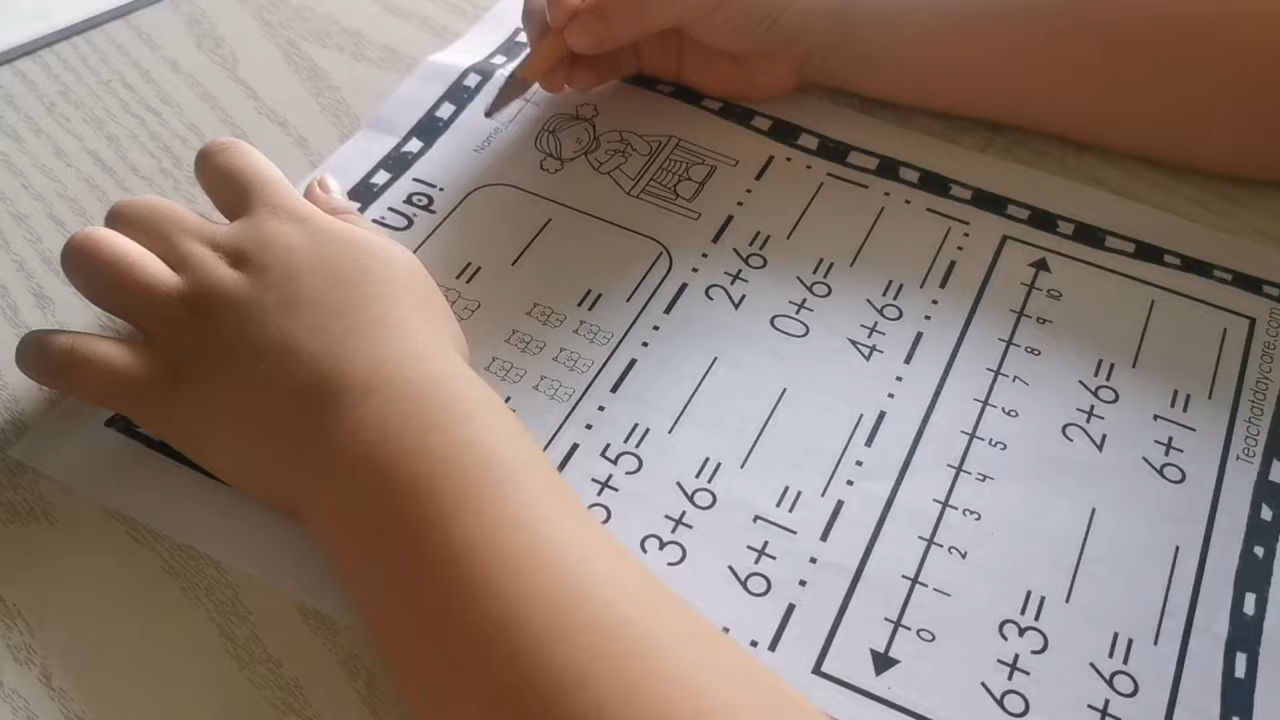 Name
Up!
=
=
2+6=
0+6=
4+6=
+5=
3+6=
6+1=
0 1 2 3 4 5 6 7 8 9 10
6+3= 2+6=
+6= 6+1=
Teachatdaycare.com